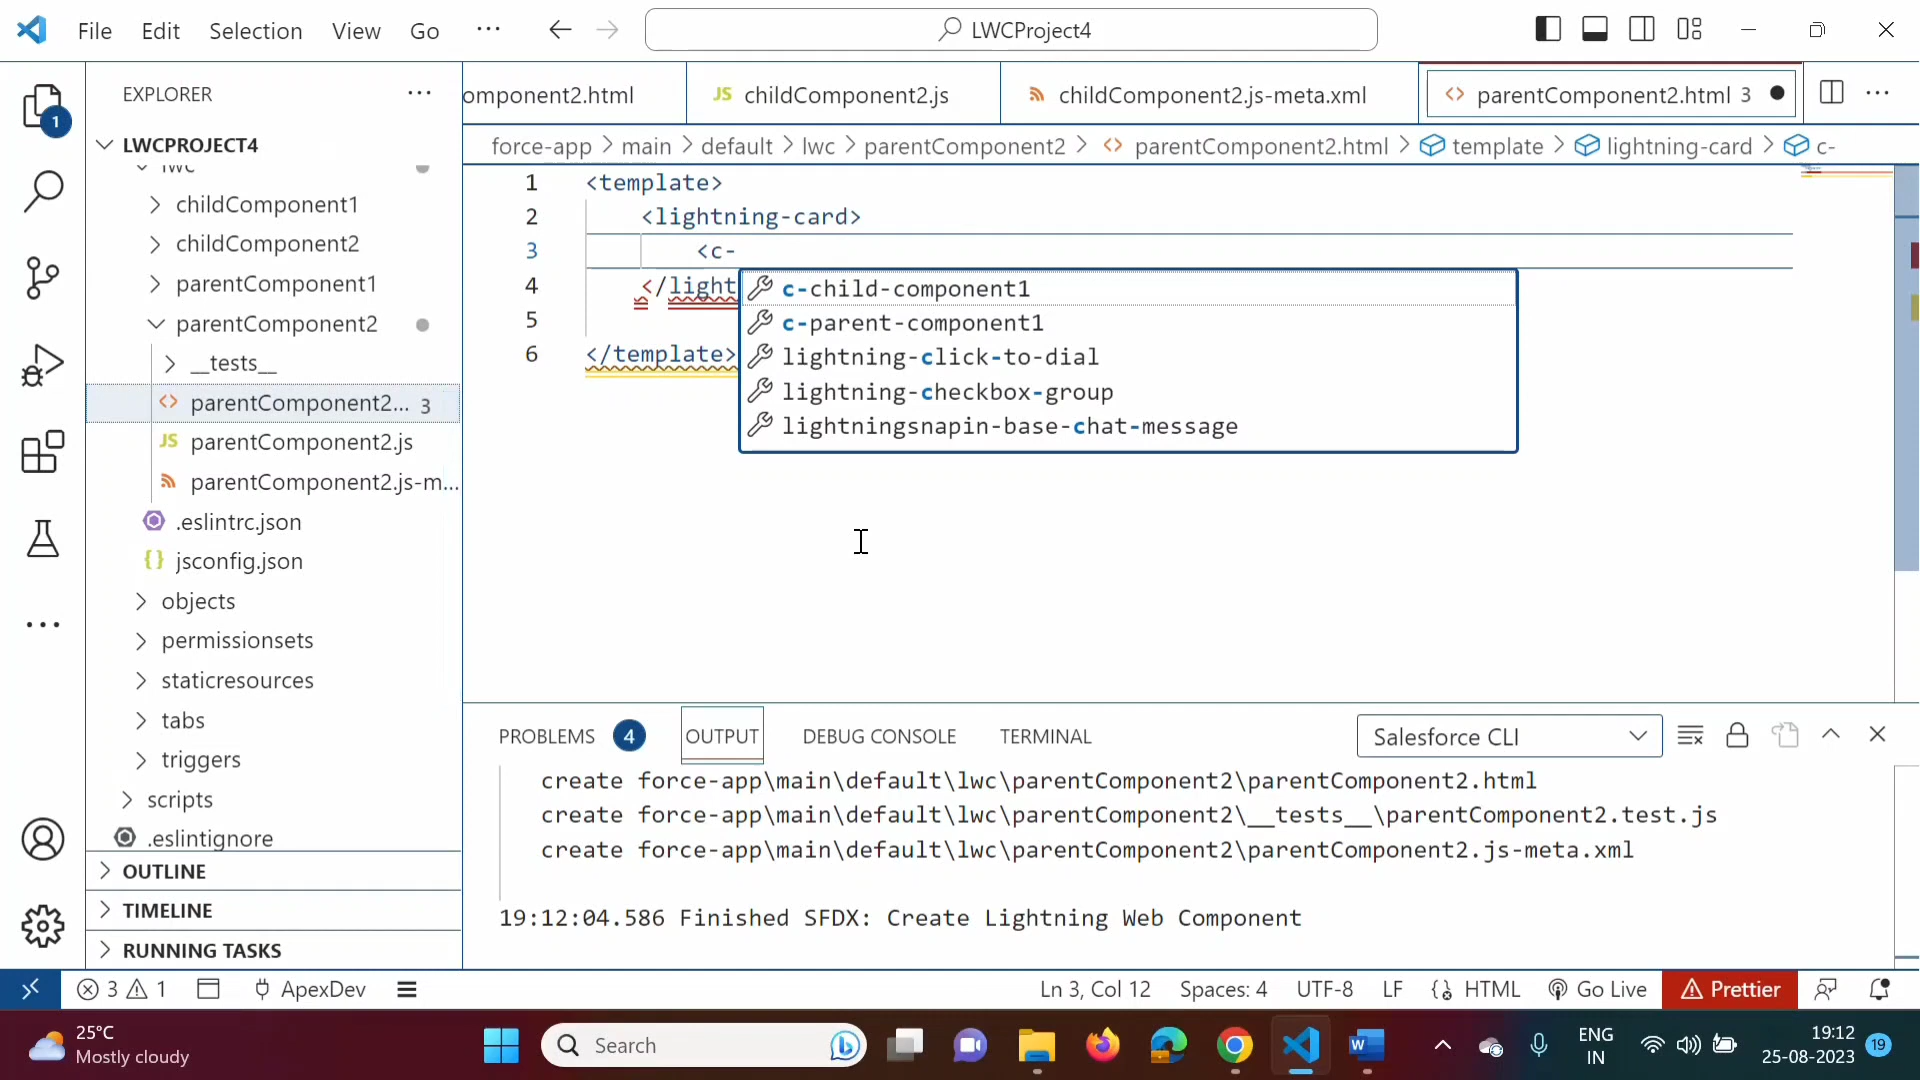 File Edit Selection View Go ··· LWCProject4
EXPLORER ···
omponent2.html
JS childComponent2.js
childComponent2.js-meta.xml
<> parentComponent2.html 3 ● ···
force-app > main > default > lwc > parentComponent2 > <> parentComponent2.html > template > lightning-card > c-
1
LWCPROJECT4
lwc
childComponent1
childComponent2
parentComponent1
parentComponent2
__tests__
<> parentComponent2... 3
JS parentComponent2.js
parentComponent2.js-m...
.eslintrc.json
{} jsconfig.json
objects
permissionsets
staticresources
tabs
triggers
scripts
.eslintignore
OUTLINE
TIMELINE
RUNNING TASKS
1 <template>
2 <lightning-card>
3 <c-
4 </light
5
6 </template>
c-child-component1
c-parent-component1
lightning-click-to-dial
lightning-checkbox-group
lightningsnapin-base-chat-message
PROBLEMS 4 OUTPUT DEBUG CONSOLE TERMINAL Salesforce CLI
create force-app\main\default\lwc\parentComponent2\parentComponent2.html
create force-app\main\default\lwc\parentComponent2\__tests__\parentComponent2.test.js
create force-app\main\default\lwc\parentComponent2\parentComponent2.js-meta.xml
19:12:04.586 Finished SFDX: Create Lightning Web Component
3 1 ApexDev Ln 3, Col 12 Spaces: 4 UTF-8 LF HTML Go Live Prettier
25°C
Mostly cloudy
Search
ENG
IN
19:12
25-08-2023
19